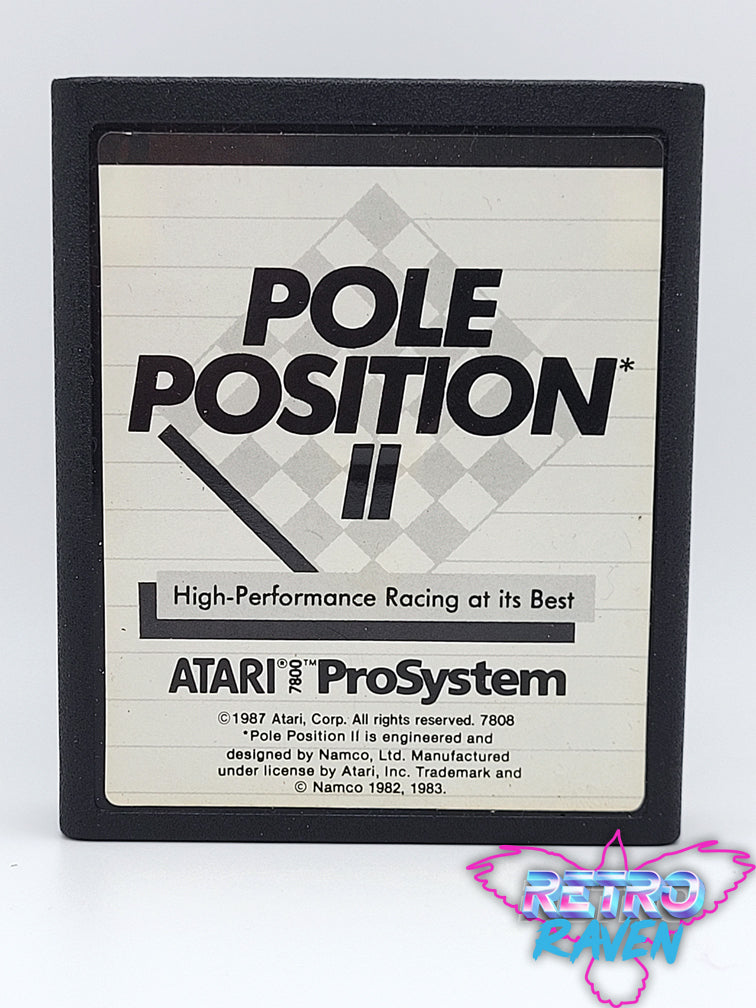 POLE
POSITION*
II
High-Performance Racing at its Best
ATARI® 7800™ ProSystem
©1987 Atari, Corp. All rights reserved. 7808
*Pole Position II is engineered and
designed by Namco, Ltd. Manufactured
under license by Atari, Inc. Trademark and
© Namco 1982, 1983.
RETRO
RAVEN